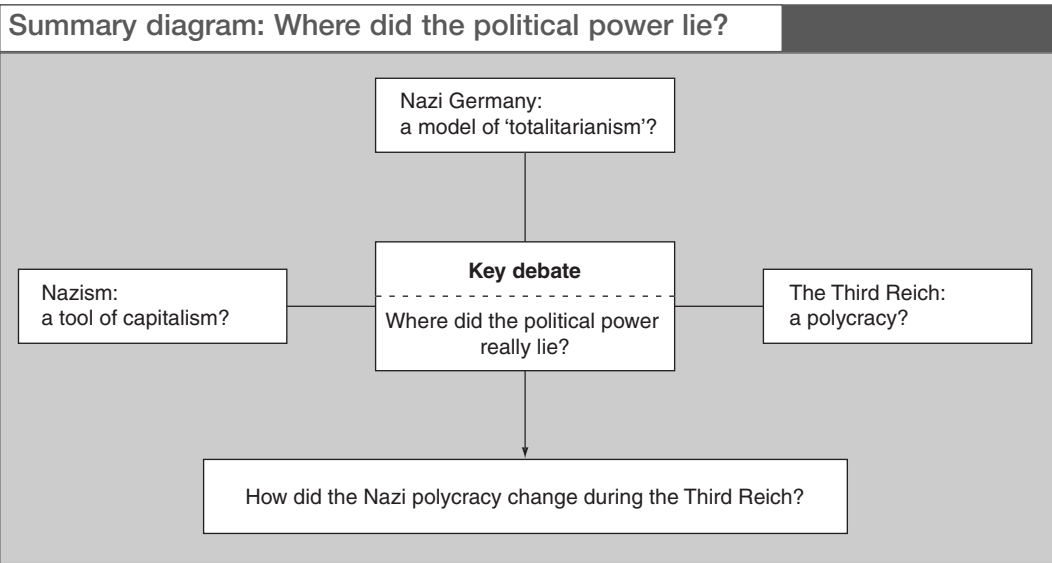 Summary diagram: Where did the political power lie?
Nazi Germany:
a model of ‘totalitarianism’?
Nazism:
a tool of capitalism?
Key debate
Where did the political power
really lie?
The Third Reich:
a polycracy?
How did the Nazi polycracy change during the Third Reich?